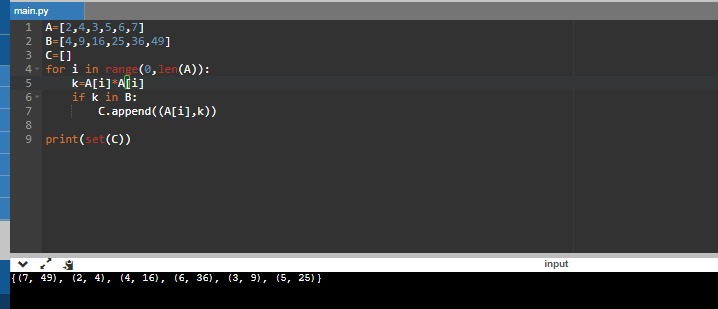 main.py
1 A=[2,4,3,5,6,7]
2 B=[4,9,16,25,36,49]
3 C=[]
4 for i in range(0,len(A)):
5     k=A[i]*A[i]
6     if k in B:
7         C.append((A[i],k))
8
9 print(set(C))
input
{(7, 49), (2, 4), (4, 16), (6, 36), (3, 9), (5, 25)}